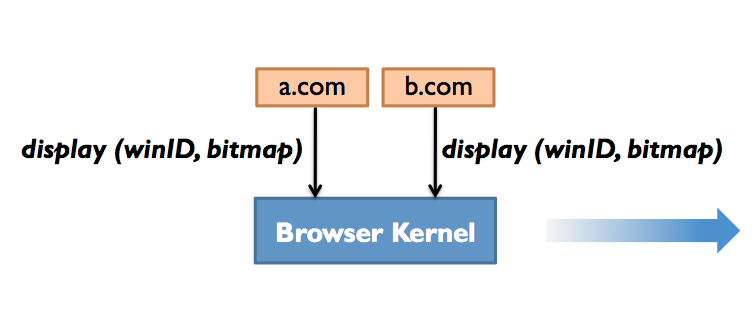 a.com
b.com
display (winID, bitmap)
display (winID, bitmap)
Browser Kernel